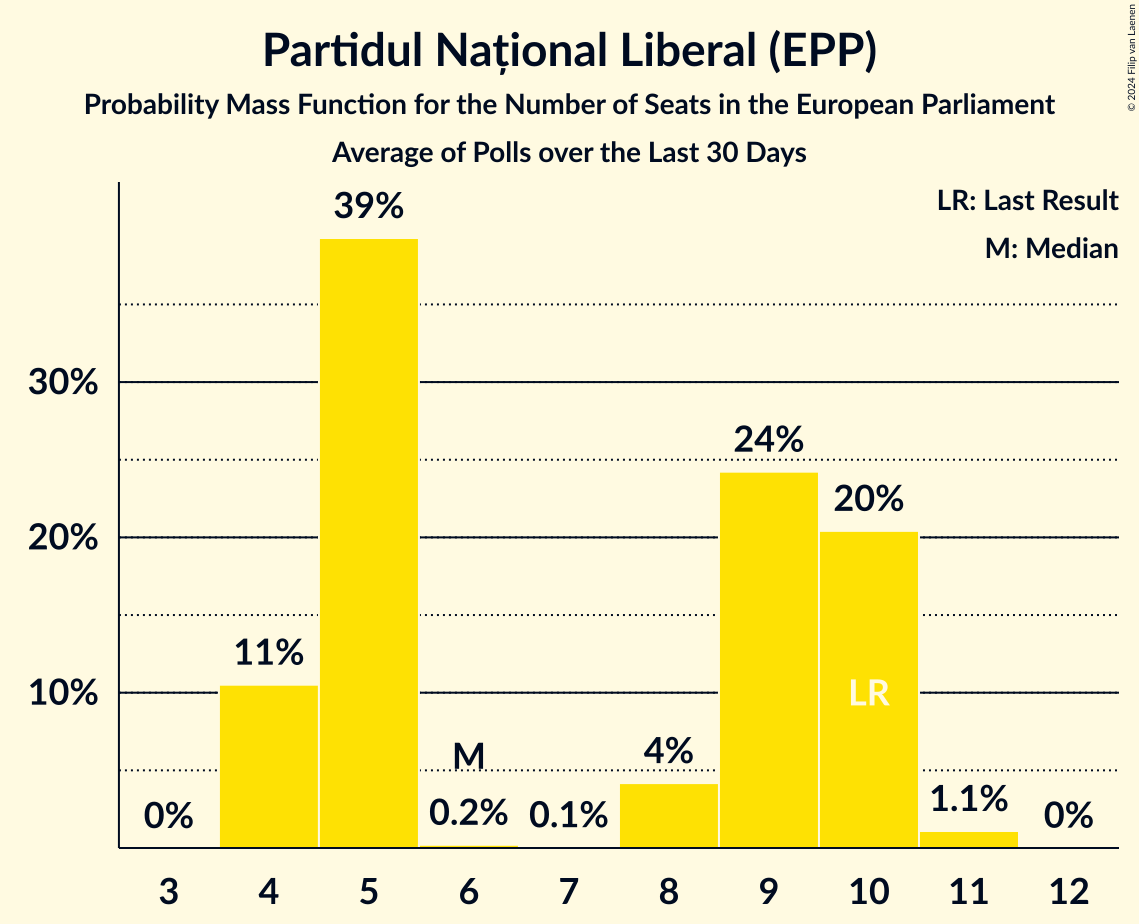 © 2024 Filip van Laenen
Partidul Național Liberal (EPP)
Probability Mass Function for the Number of Seats in the European Parliament
Average of Polls over the Last 30 Days
LR: Last Result
M: Median
39%
30%
24%
20%
20%
11%
10%
LR
M
4%
0%
0.2%
0.1%
1.1%
0%
3 4 5 6 7 8 9 10 11 12